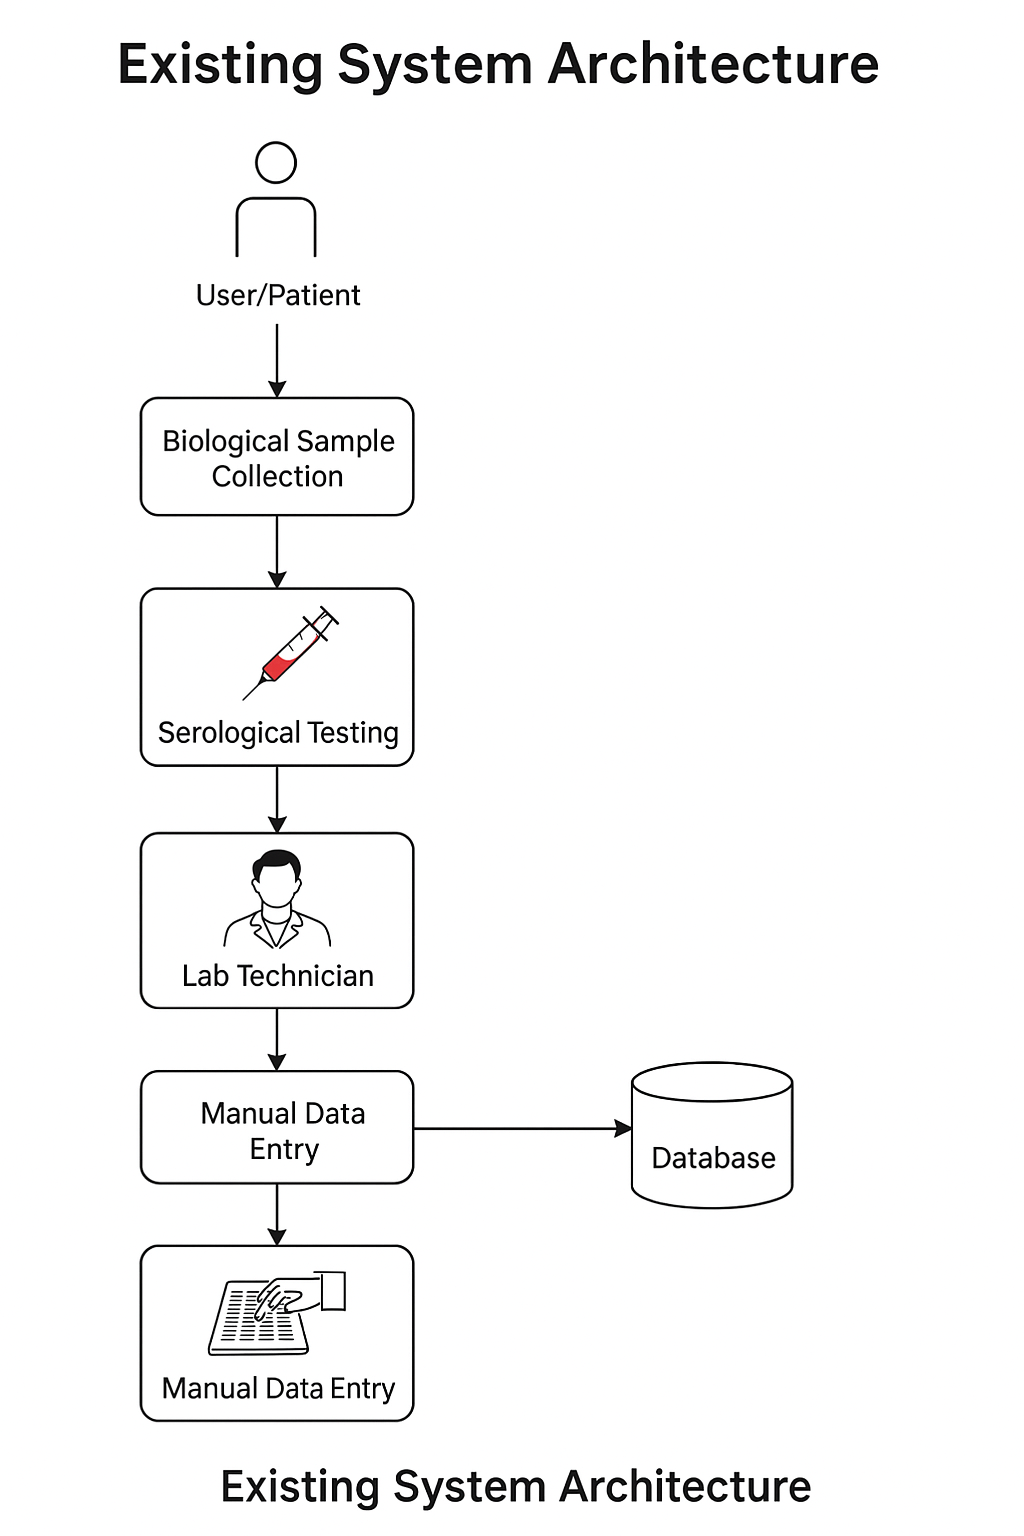 Existing System Architecture
User/Patient
Biological Sample
Collection
Serological Testing
Lab Technician
Manual Data
Entry
Database
Manual Data Entry
Existing System Architecture